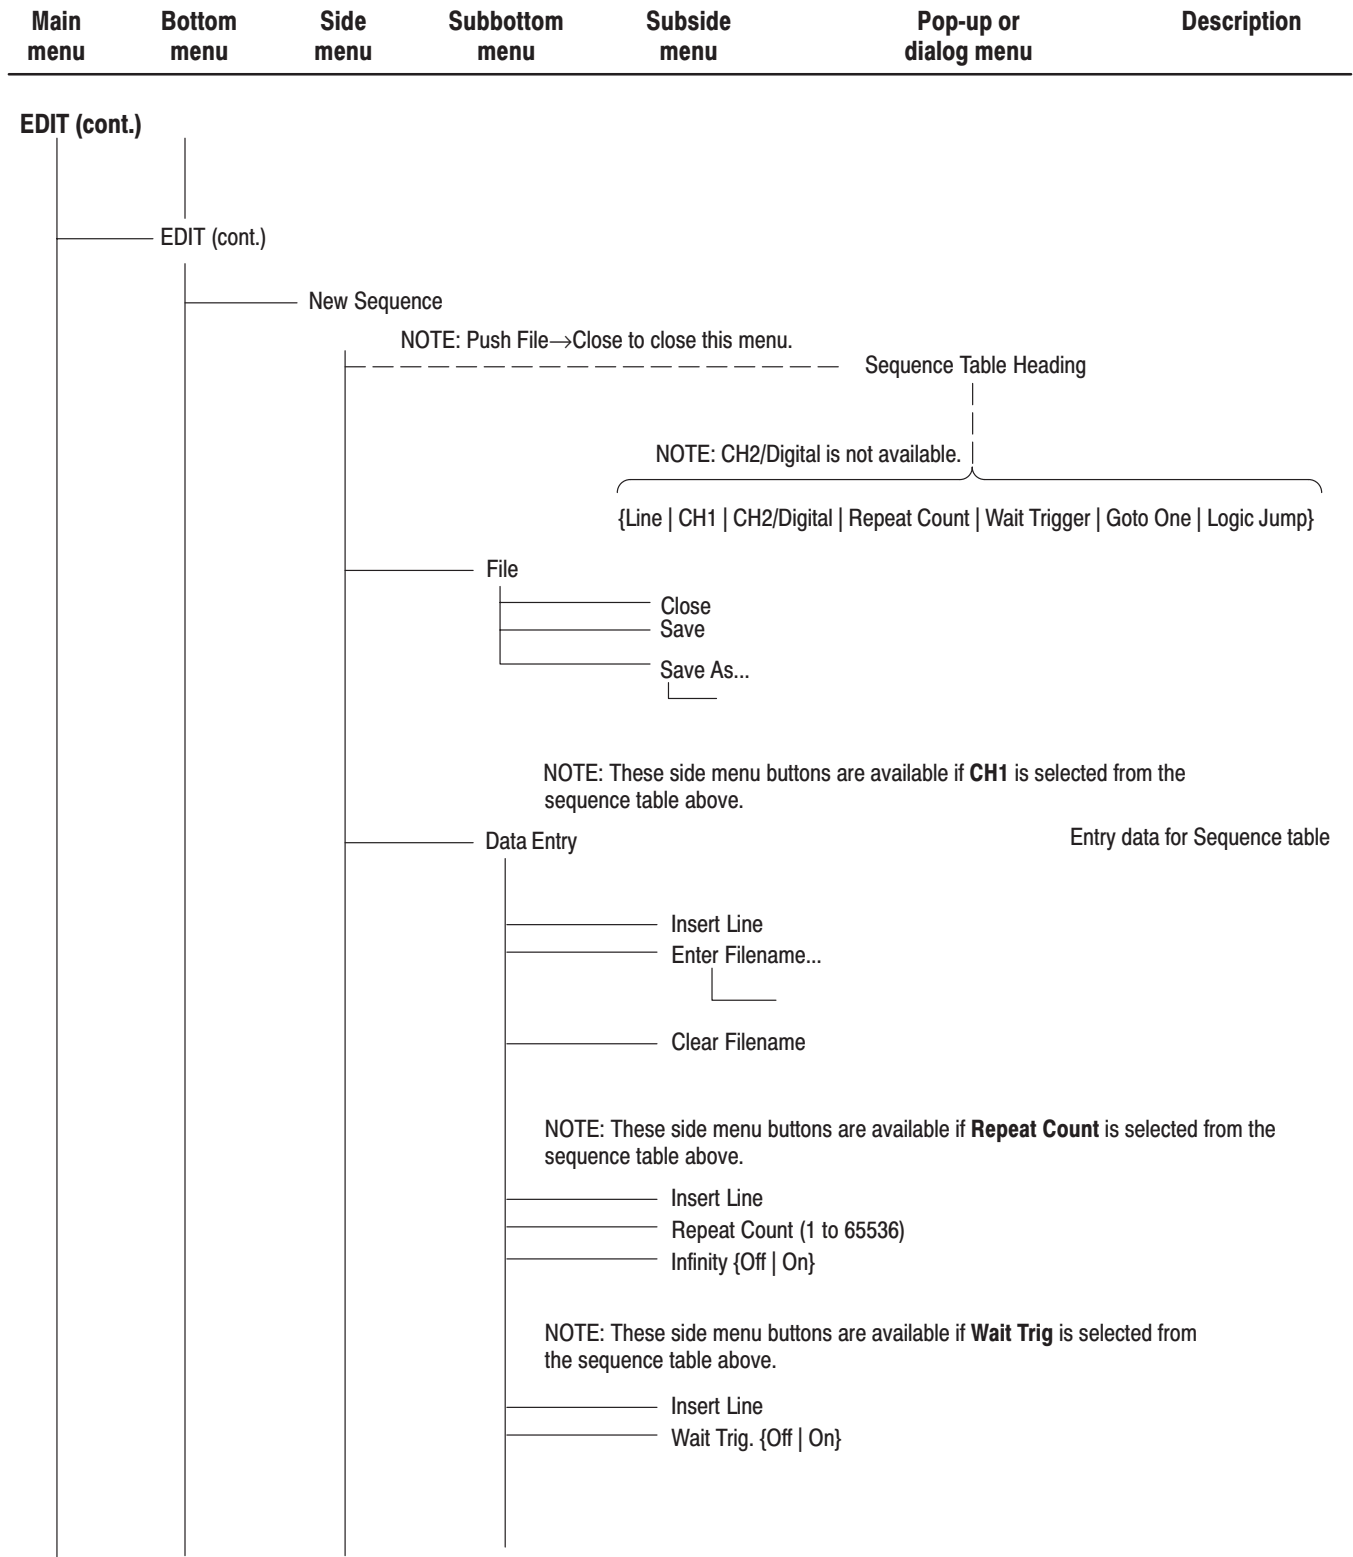 Main menu
Bottom menu
Side menu
Subbottom menu
Subside menu
Pop-up or dialog menu
Description
EDIT (cont.)
EDIT (cont.)
New Sequence
NOTE: Push File→Close to close this menu.
Sequence Table Heading
NOTE: CH2/Digital is not available.
{Line | CH1 | CH2/Digital | Repeat Count | Wait Trigger | Goto One | Logic Jump}
File
Close
Save
Save As...
NOTE: These side menu buttons are available if CH1 is selected from the
sequence table above.
Data Entry
Entry data for Sequence table
Insert Line
Enter Filename...
Clear Filename
NOTE: These side menu buttons are available if Repeat Count is selected from the
sequence table above.
Insert Line
Repeat Count (1 to 65536)
Infinity {Off | On}
NOTE: These side menu buttons are available if Wait Trig is selected from
the sequence table above.
Insert Line
Wait Trig. {Off | On}